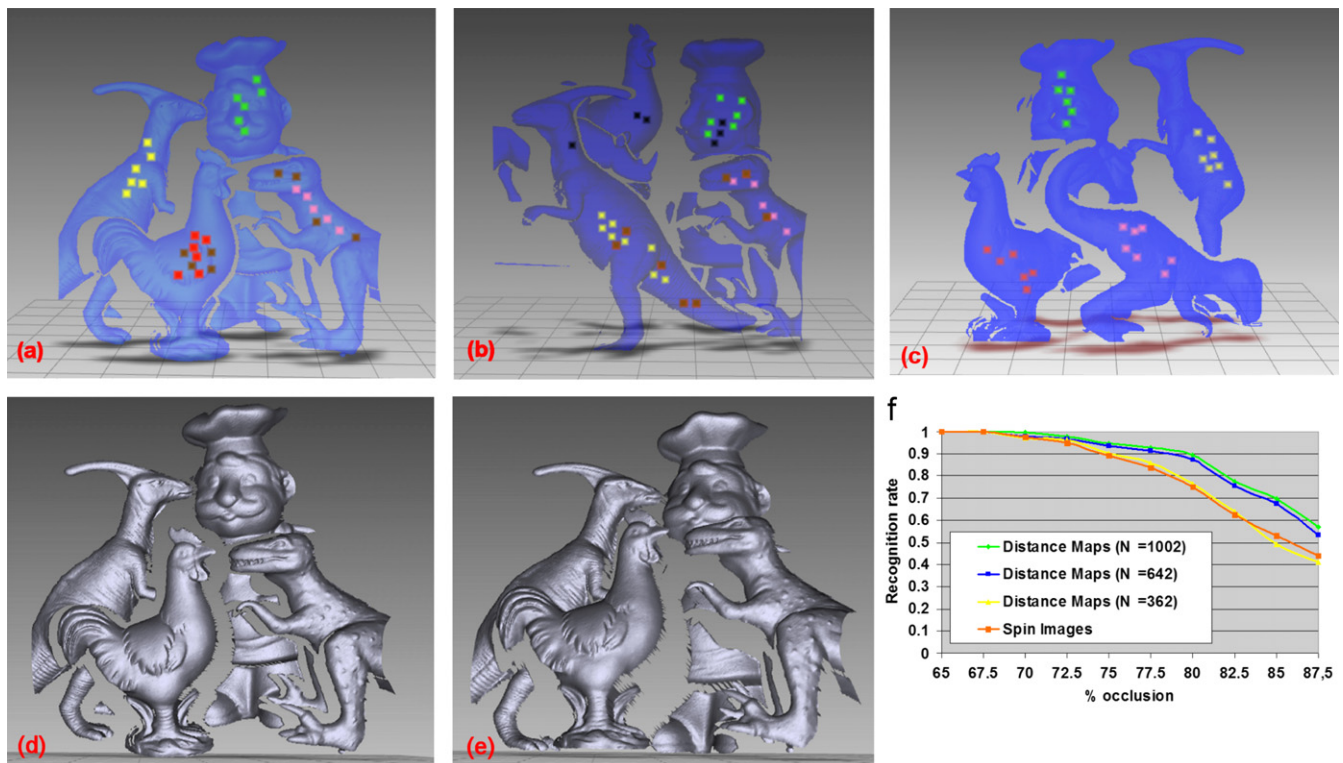 (a)
(b)
(c)
(d)
(e)
f
Recognition rate
1
0.9
0.8
0.7
0.6
0.5
0.4
0.3
0.2
0.1
0
Distance Maps (N =1002)
Distance Maps (N =642)
Distance Maps (N =362)
Spin Images
65 67.5 70 72.5 75 77.5 80 82.5 85 87,5
% occlusion